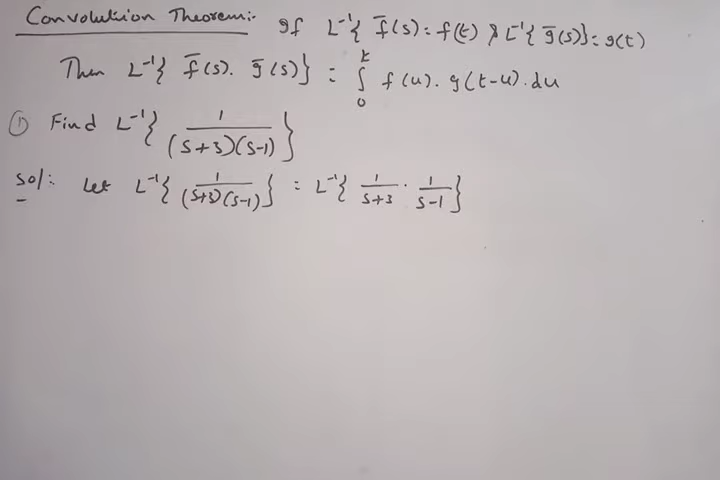 Convolution Theorem:- If L⁻¹{ f̅(s) = f(t) & L⁻¹{ g̅(s)} = g(t)
Then L⁻¹{ f̅(s). g̅(s)} = ∫₀ᵗ f(u). g(t-u). du
① Find L⁻¹{ 1/((s+3)(s-1)) }
Sol: Let L⁻¹{ 1/((s+3)(s-1)) } = L⁻¹{ 1/(s+3) · 1/(s-1) }